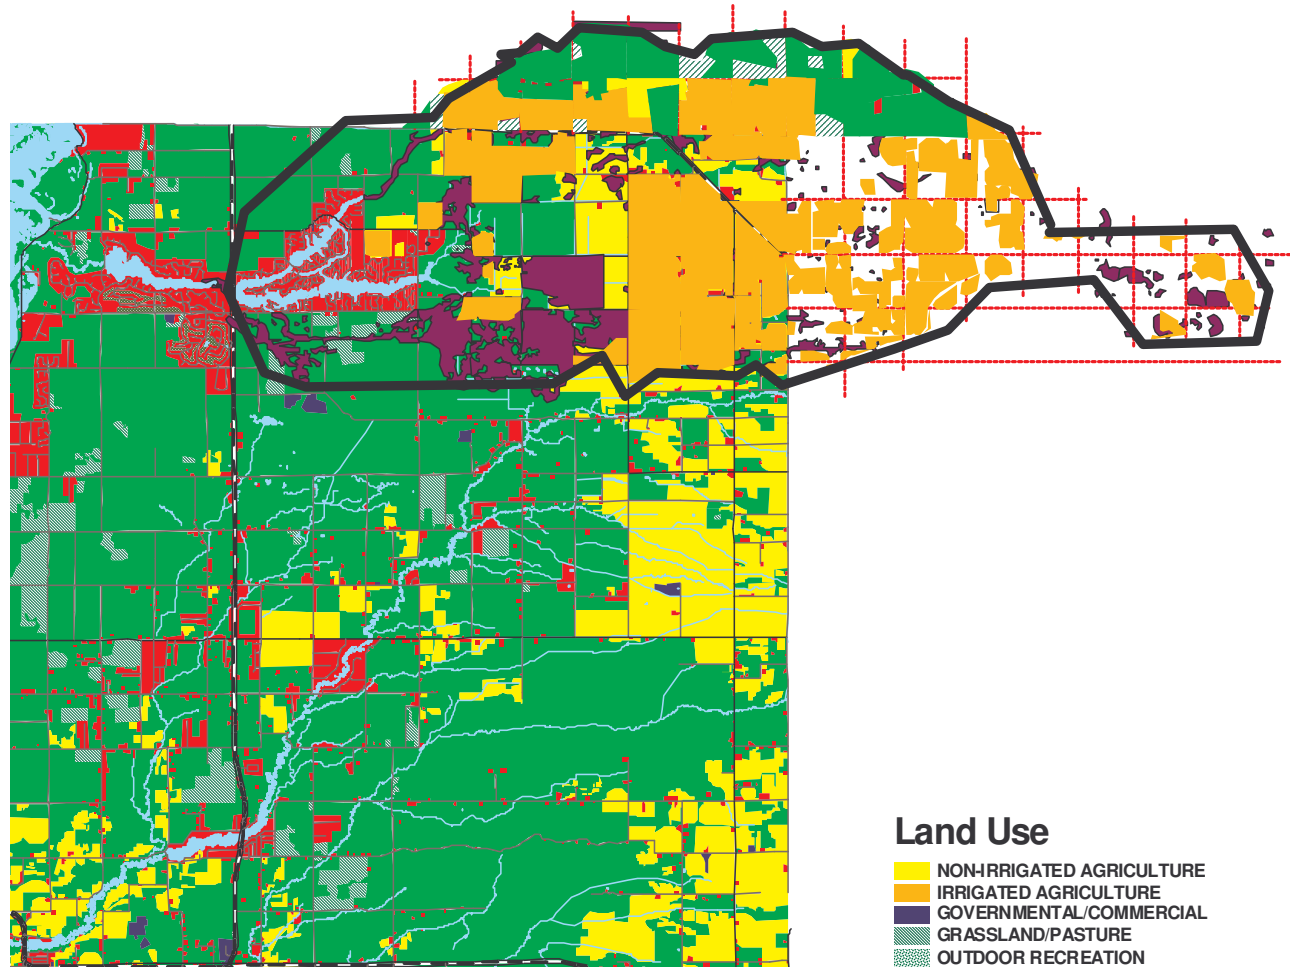 Land Use
NON-IRRIGATED AGRICULTURE
IRRIGATED AGRICULTURE
GOVERNMENTAL/COMMERCIAL
GRASSLAND/PASTURE
OUTDOOR RECREATION